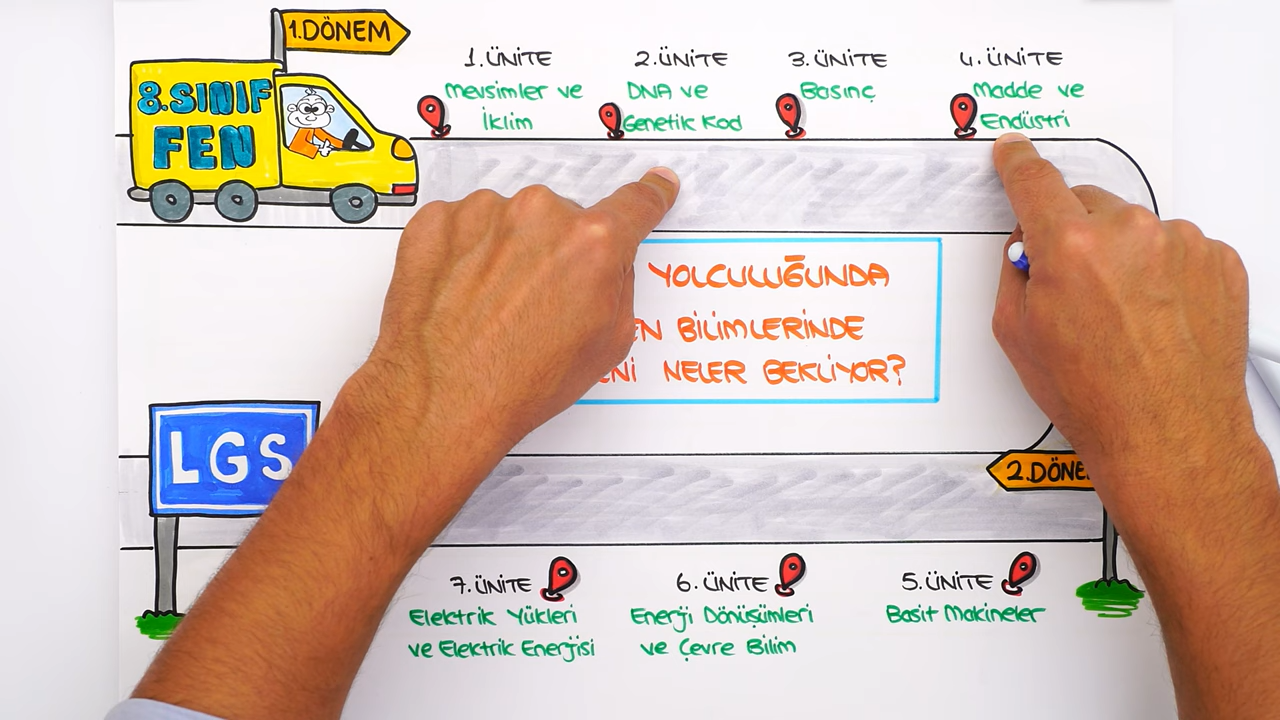 1.DÖNEM
8.SINIF
FEN
1.ÜNİTE
Mevsimler ve
İklim
2.ÜNİTE
DNA ve
Genetik Kod
3.ÜNİTE
Basınç
4.ÜNİTE
Madde ve
Endüstri
YOLCULUĞUNDA
BİLİMLERİNDE
NELER BEKLİYOR?
LGS
2.DÖNE
7.ÜNİTE
Elektrik Yükleri
ve Elektrik Enerjisi
6.ÜNİTE
Enerji Dönüşümleri
ve Çevre Bilim
5.ÜNİTE
Basit Makineler